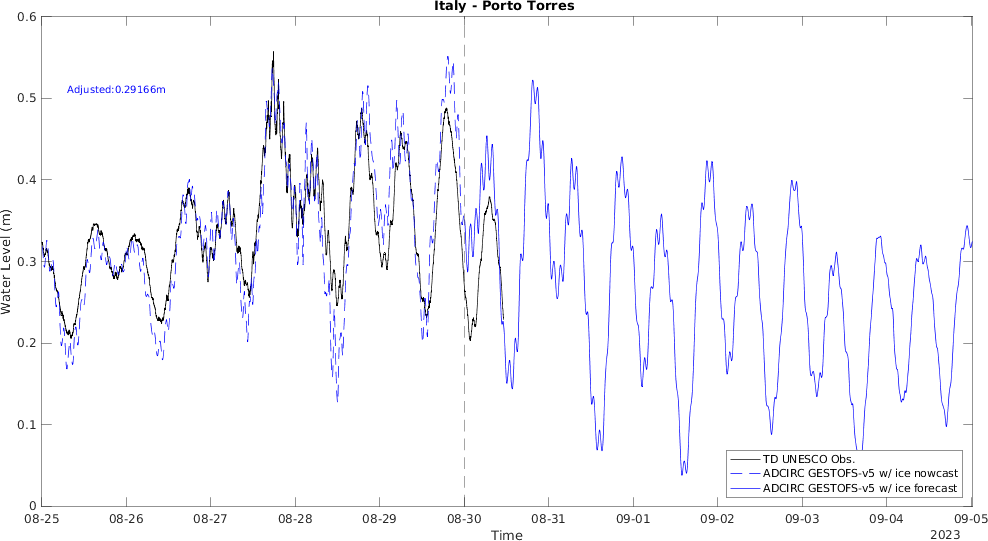 Italy - Porto Torres
0.6
0.5
0.4
0.3
0.2
0.1
0
Water Level (m)
Adjusted:0.29166m
TD UNESCO Obs.
ADCIRC GESTOFS-v5 w/ ice nowcast
ADCIRC GESTOFS-v5 w/ ice forecast
08-25 08-26 08-27 08-28 08-29 08-30 08-31 09-01 09-02 09-03 09-04 09-05
Time
2023